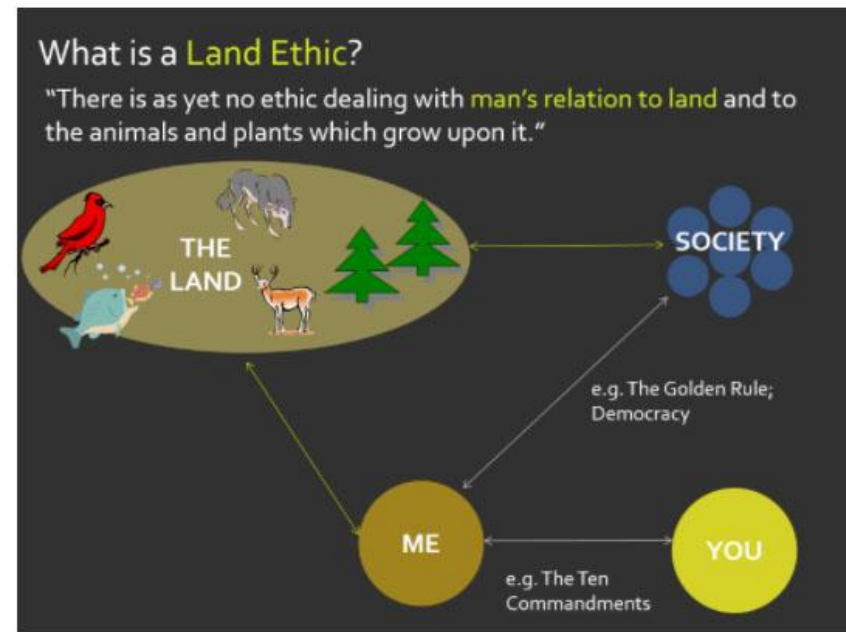 What is a Land Ethic?
"There is as yet no ethic dealing with man's relation to land and to
the animals and plants which grow upon it."
THE
LAND
SOCIETY
e.g. The Golden Rule;
Democracy
ME
YOU
e.g. The Ten
Commandments